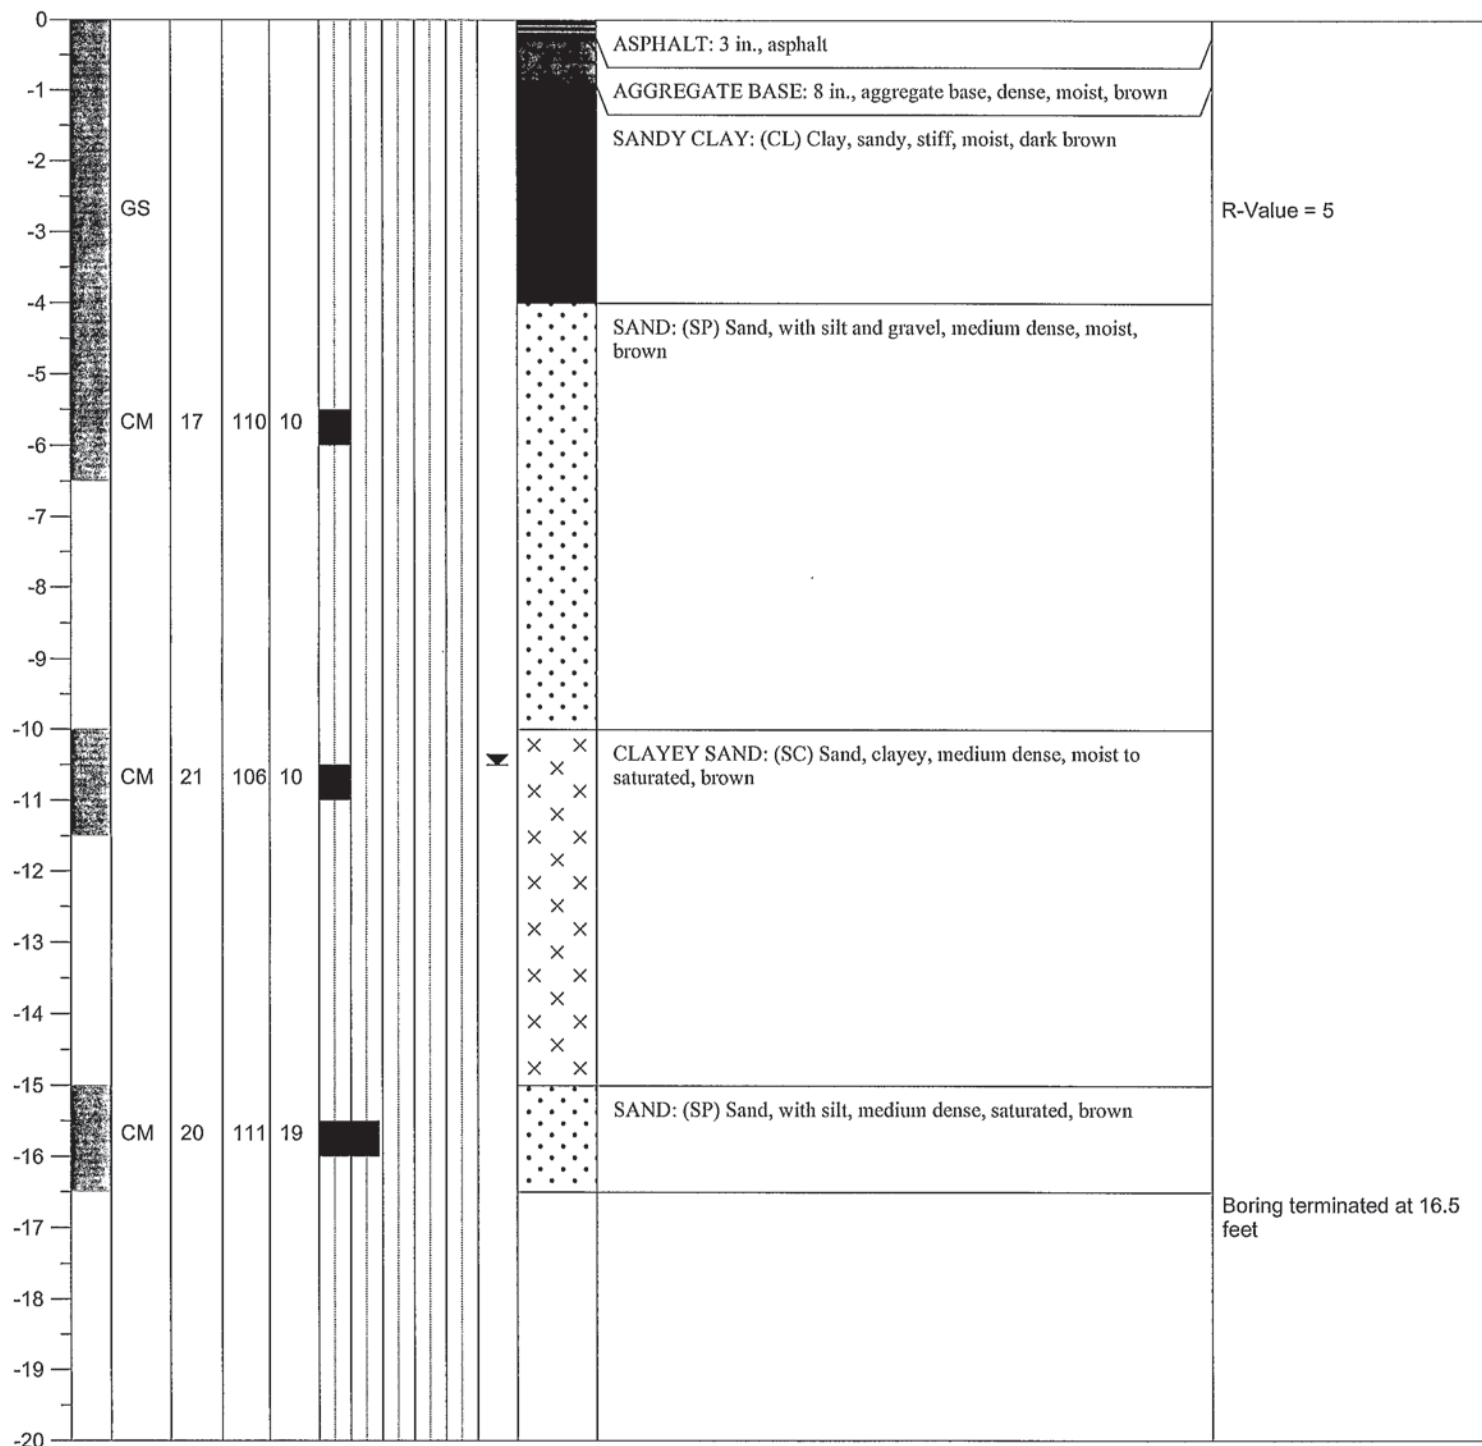 0
ASPHALT: 3 in., asphalt
-1
AGGREGATE BASE: 8 in., aggregate base, dense, moist, brown
SANDY CLAY: (CL) Clay, sandy, stiff, moist, dark brown
-2
GS
R-Value = 5
-3
-4
SAND: (SP) Sand, with silt and gravel, medium dense, moist,
brown
-5
CM 17 110 10
-6
-7
-8
-9
-10
CLAYEY SAND: (SC) Sand, clayey, medium dense, moist to
saturated, brown
CM 21 106 10
-11
-12
-13
-14
-15
SAND: (SP) Sand, with silt, medium dense, saturated, brown
CM 20 111 19
-16
Boring terminated at 16.5
feet
-17
-18
-19
-20